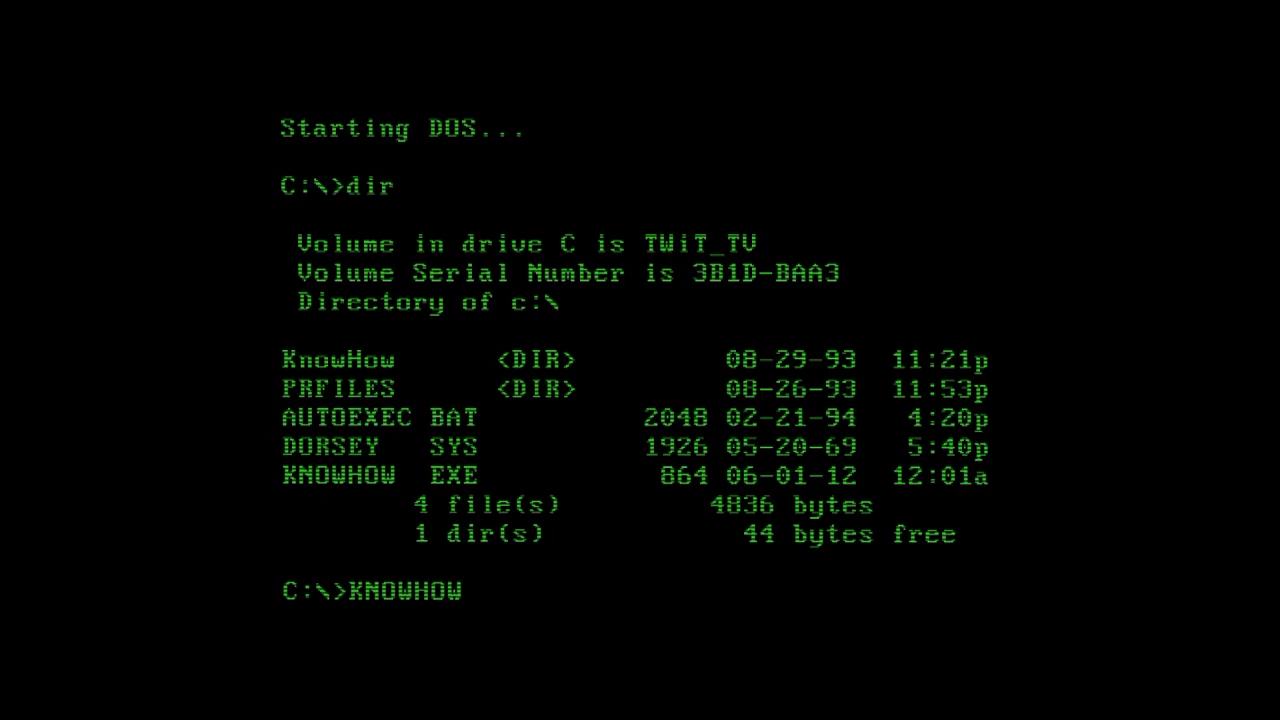 Starting DOS...
C:\>dir
Volume in drive C is TWiT_TV
Volume Serial Number is 3B1D-BAA3
Directory of c:\
KnowHow <DIR> 08-29-93 11:21p
PRFILES <DIR> 08-26-93 11:53p
AUTOEXEC BAT 2048 02-21-94 4:20p
DORSEY SYS 1926 05-20-69 5:40p
KNOWHOW EXE 864 06-01-12 12:01a
4 file(s) 4836 bytes
1 dir(s) 44 bytes free
C:\>KNOWHOW